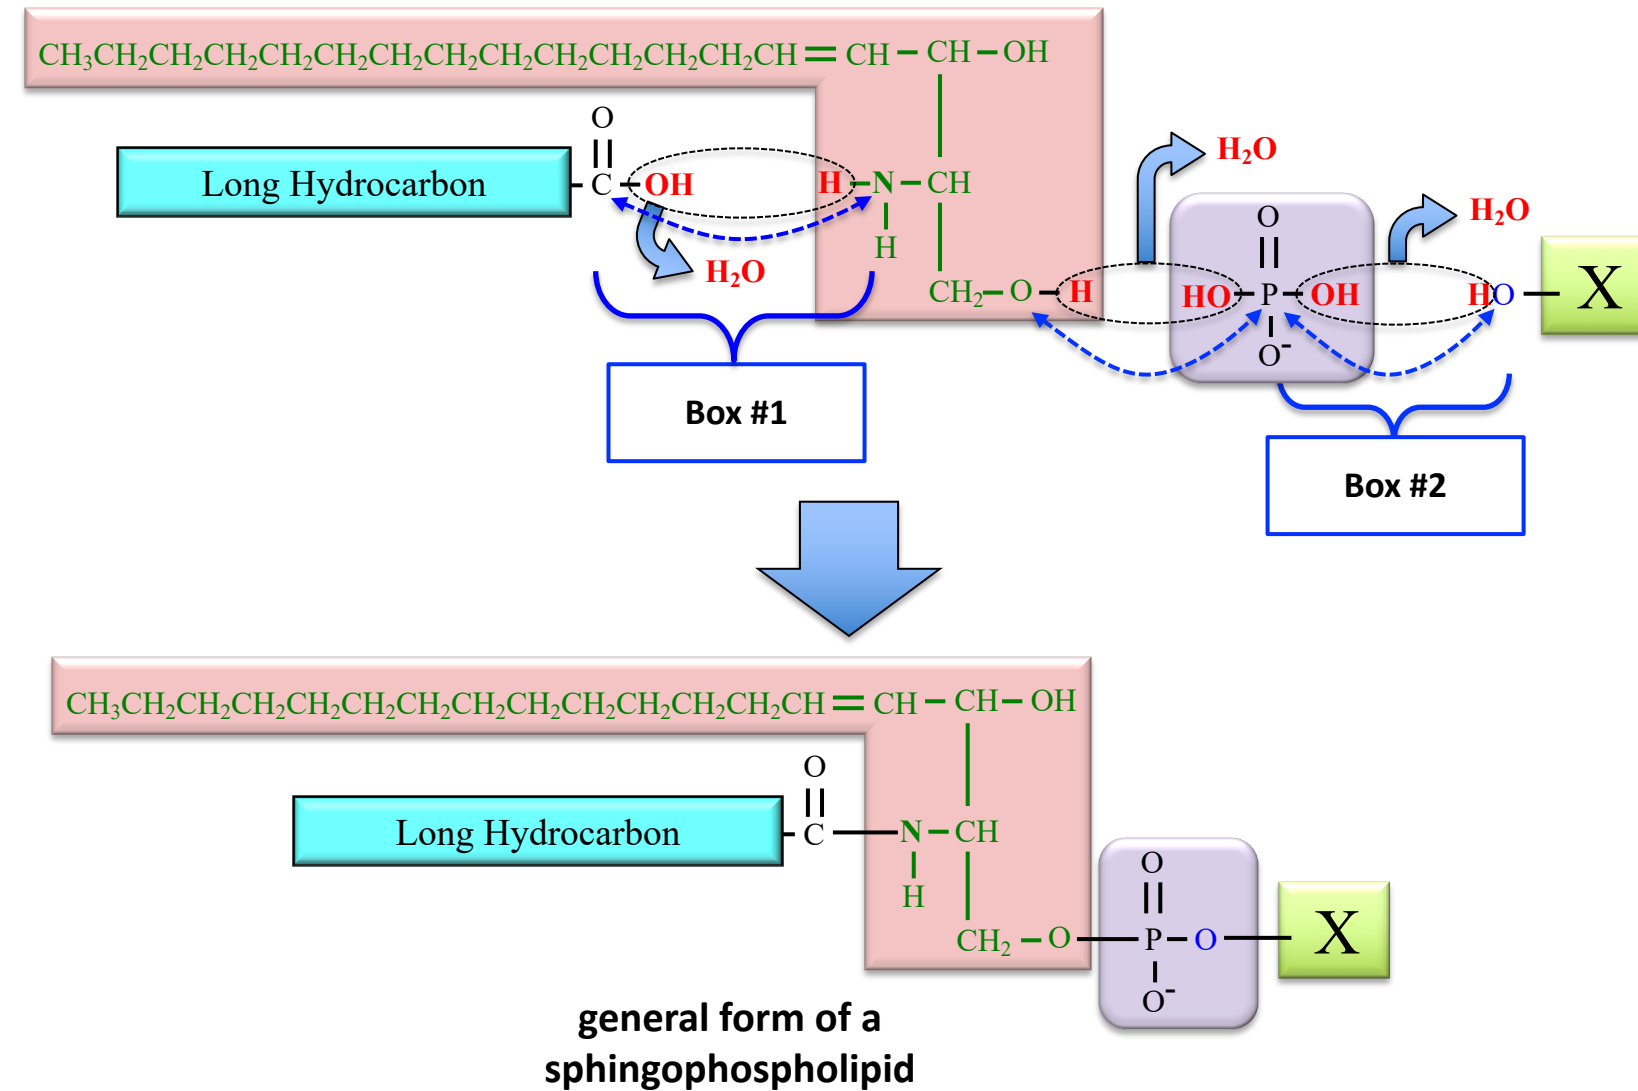 CH₃CH₂CH₂CH₂CH₂CH₂CH₂CH₂CH₂CH₂CH₂CH₂CH₂CH=CH–CH–OH
O
Long Hydrocarbon –C–OH H–N–CH
H
H₂O
CH₂–O–H
H₂O
O
HO–P–OH
O-
H₂O
HO–X
Box #1
Box #2
CH₃CH₂CH₂CH₂CH₂CH₂CH₂CH₂CH₂CH₂CH₂CH₂CH₂CH=CH–CH–OH
O
Long Hydrocarbon –C–N–CH
H
O
CH₂–O–P–O–X
O-
general form of a
sphingophospholipid